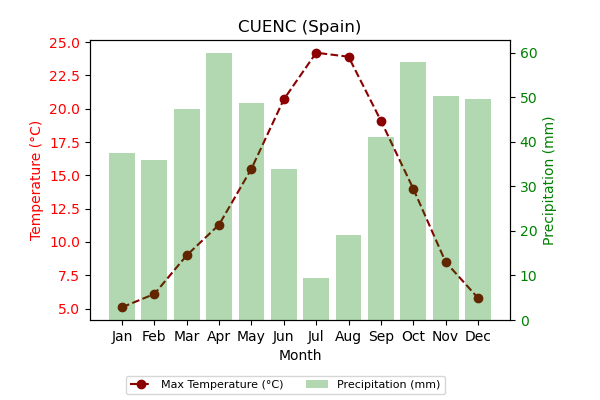 CUENC (Spain)
25.0
22.5
20.0
17.5
15.0
12.5
10.0
7.5
5.0
Temperature (°C)
60
50
40
30
20
10
0
Precipitation (mm)
Jan Feb Mar Apr May Jun Jul Aug Sep Oct Nov Dec
Month
Max Temperature (°C) Precipitation (mm)